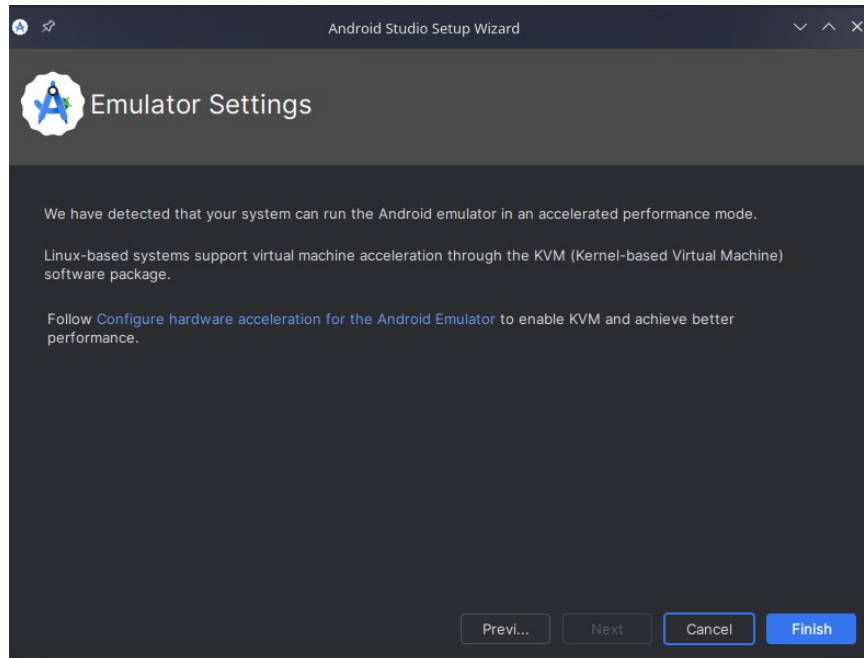 Android Studio Setup Wizard
Emulator Settings
We have detected that your system can run the Android emulator in an accelerated performance mode.
Linux-based systems support virtual machine acceleration through the KVM (Kernel-based Virtual Machine)
software package.
Follow Configure hardware acceleration for the Android Emulator to enable KVM and achieve better
performance.
Previ... Next Cancel Finish